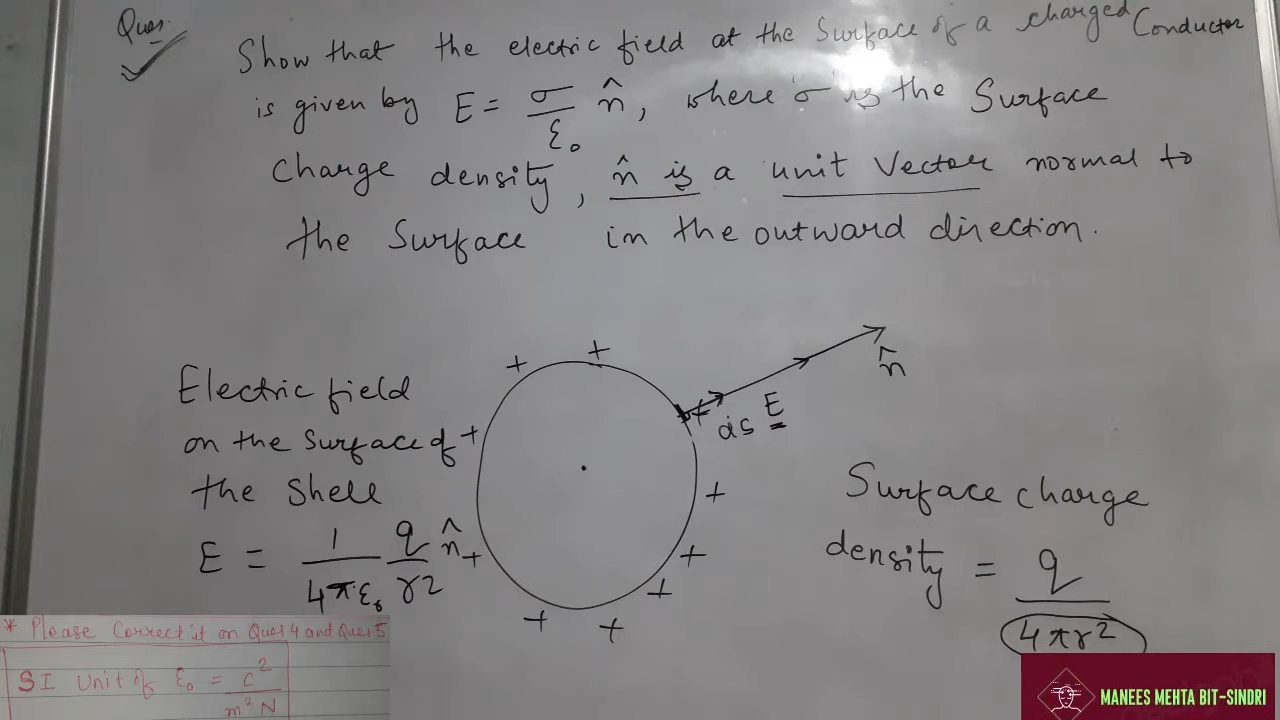 Ques.
Show that the electric field at the Surface of a charged Conductor
is given by E = σ/ε₀ n̂, where 'σ' is the Surface
Charge density, n̂ is a unit Vector normal to
the Surface in the outward direction.
n̂
ds E
Electric field
on the Surface of
the Shell
E = 1/4πε₀ q/r² n̂
Surface charge
density = q/4πr²
* Please Correct it on Ques 4 and Ques 5
SI Unit of ε₀ = C²/m²N
MANEES MEHTA BIT-SINDRI